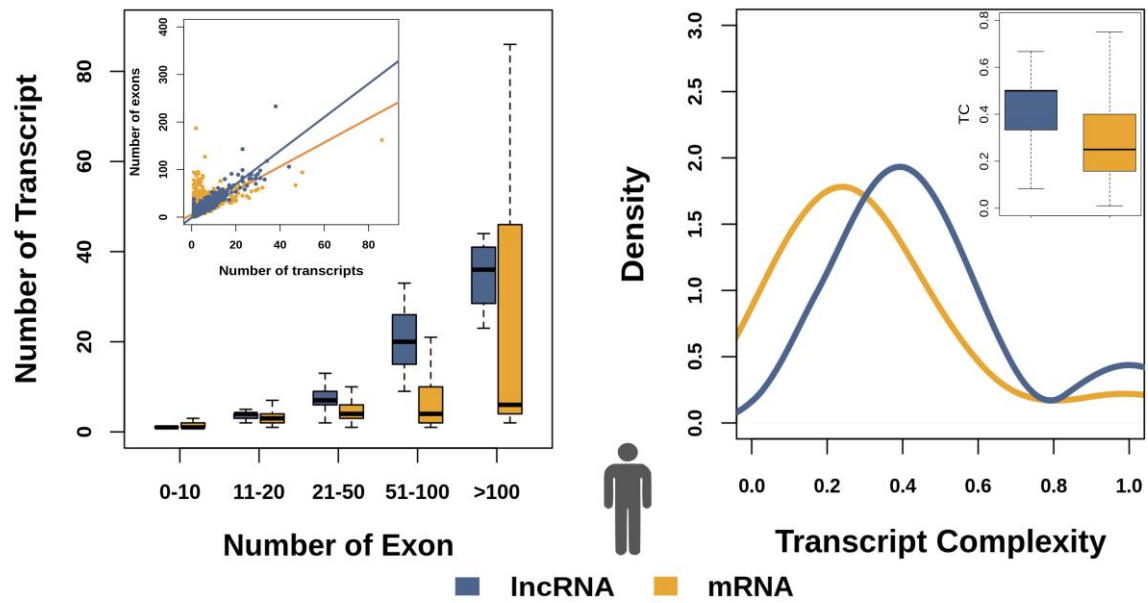 Number of Transcript
80
60
40
20
0
0-10 11-20 21-50 51-100 >100
Number of Exon
Number of exons
400
300
200
100
0
0 20 40 60 80
Number of transcripts
Density
3.0
2.5
2.0
1.5
1.0
0.5
0.0
0.0 0.2 0.4 0.6 0.8 1.0
Transcript Complexity
TC
0.8
0.6
0.4
0.2
0.0
lncRNA mRNA